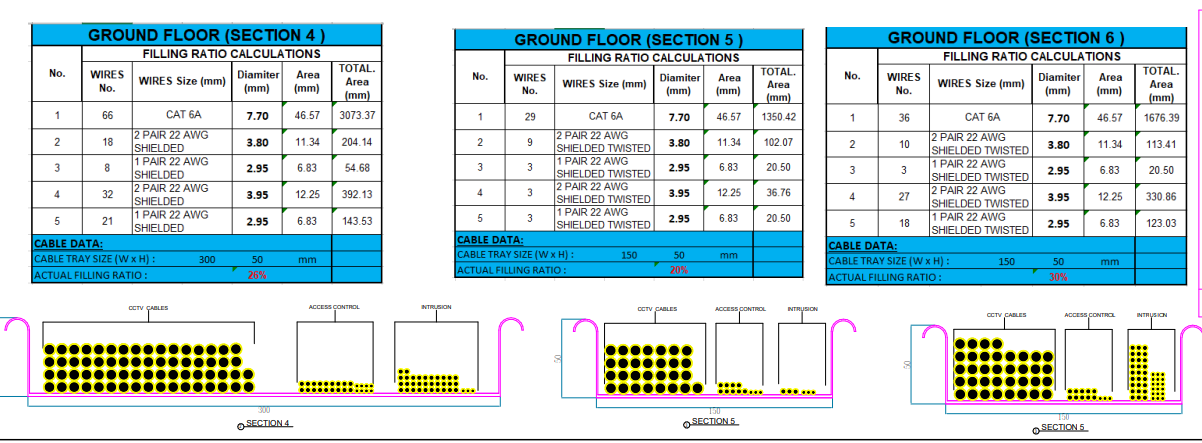 GROUND FLOOR (SECTION 4 )
FILLING RATIO CALCULATIONS
No. WIRES No. WIRES Size (mm) Diamiter (mm) Area (mm) TOTAL. Area (mm)
1 66 CAT 6A 7.70 46.57 3073.37
2 18 2 PAIR 22 AWG SHIELDED 3.80 11.34 204.14
3 8 1 PAIR 22 AWG SHIELDED 2.95 6.83 54.68
4 32 2 PAIR 22 AWG SHIELDED 3.95 12.25 392.13
5 21 1 PAIR 22 AWG SHIELDED 2.95 6.83 143.53
CABLE DATA:
CABLE TRAY SIZE (W x H) : 300 50 mm
ACTUAL FILLING RATIO : 26%
GROUND FLOOR (SECTION 5 )
FILLING RATIO CALCULATIONS
No. WIRES No. WIRES Size (mm) Diamiter (mm) Area (mm) TOTAL. Area (mm)
1 29 CAT 6A 7.70 46.57 1350.42
2 9 2 PAIR 22 AWG SHIELDED TWISTED 3.80 11.34 102.07
3 3 1 PAIR 22 AWG SHIELDED TWISTED 2.95 6.83 20.50
4 3 2 PAIR 22 AWG SHIELDED TWISTED 3.95 12.25 36.76
5 3 1 PAIR 22 AWG SHIELDED TWISTED 2.95 6.83 20.50
CABLE DATA:
CABLE TRAY SIZE (W x H) : 150 50 mm
ACTUAL FILLING RATIO : 20%
GROUND FLOOR (SECTION 6 )
FILLING RATIO CALCULATIONS
No. WIRES No. WIRES Size (mm) Diamiter (mm) Area (mm) TOTAL. Area (mm)
1 36 CAT 6A 7.70 46.57 1676.39
2 10 2 PAIR 22 AWG SHIELDED TWISTED 3.80 11.34 113.41
3 3 1 PAIR 22 AWG SHIELDED TWISTED 2.95 6.83 20.50
4 27 2 PAIR 22 AWG SHIELDED TWISTED 3.95 12.25 330.86
5 18 1 PAIR 22 AWG SHIELDED TWISTED 2.95 6.83 123.03
CABLE DATA:
CABLE TRAY SIZE (W x H) : 150 50 mm
ACTUAL FILLING RATIO : 30%
CCTV CABLES ACCESS CONTROL INTRUSION
300
SECTION 4
CCTV CABLES ACCESS CONTROL INTRUSION
50
150
SECTION 5
CCTV CABLES ACCESS CONTROL INTRUSION
50
150
SECTION 5